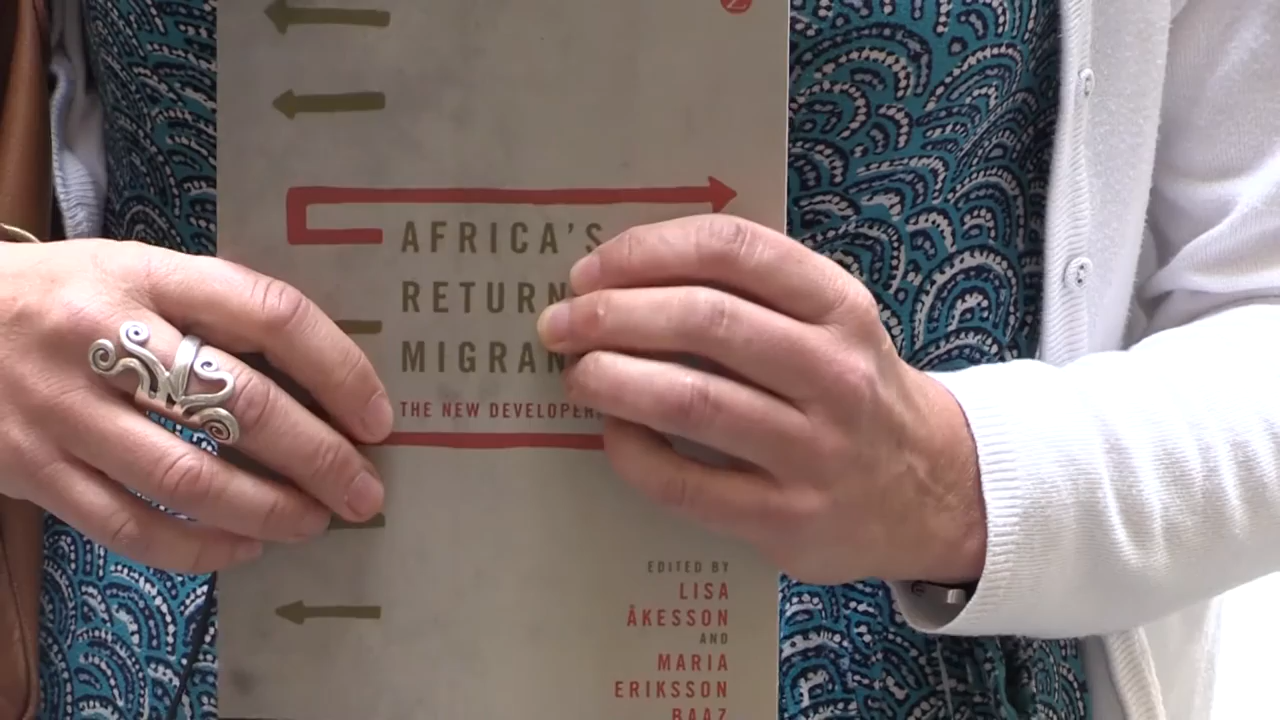 AFRICA'S
RETURN
MIGRAN
THE NEW DEVELOPER
EDITED BY
LISA
ÅKESSON
AND
MARIA
ERIKSSON
BAAZ